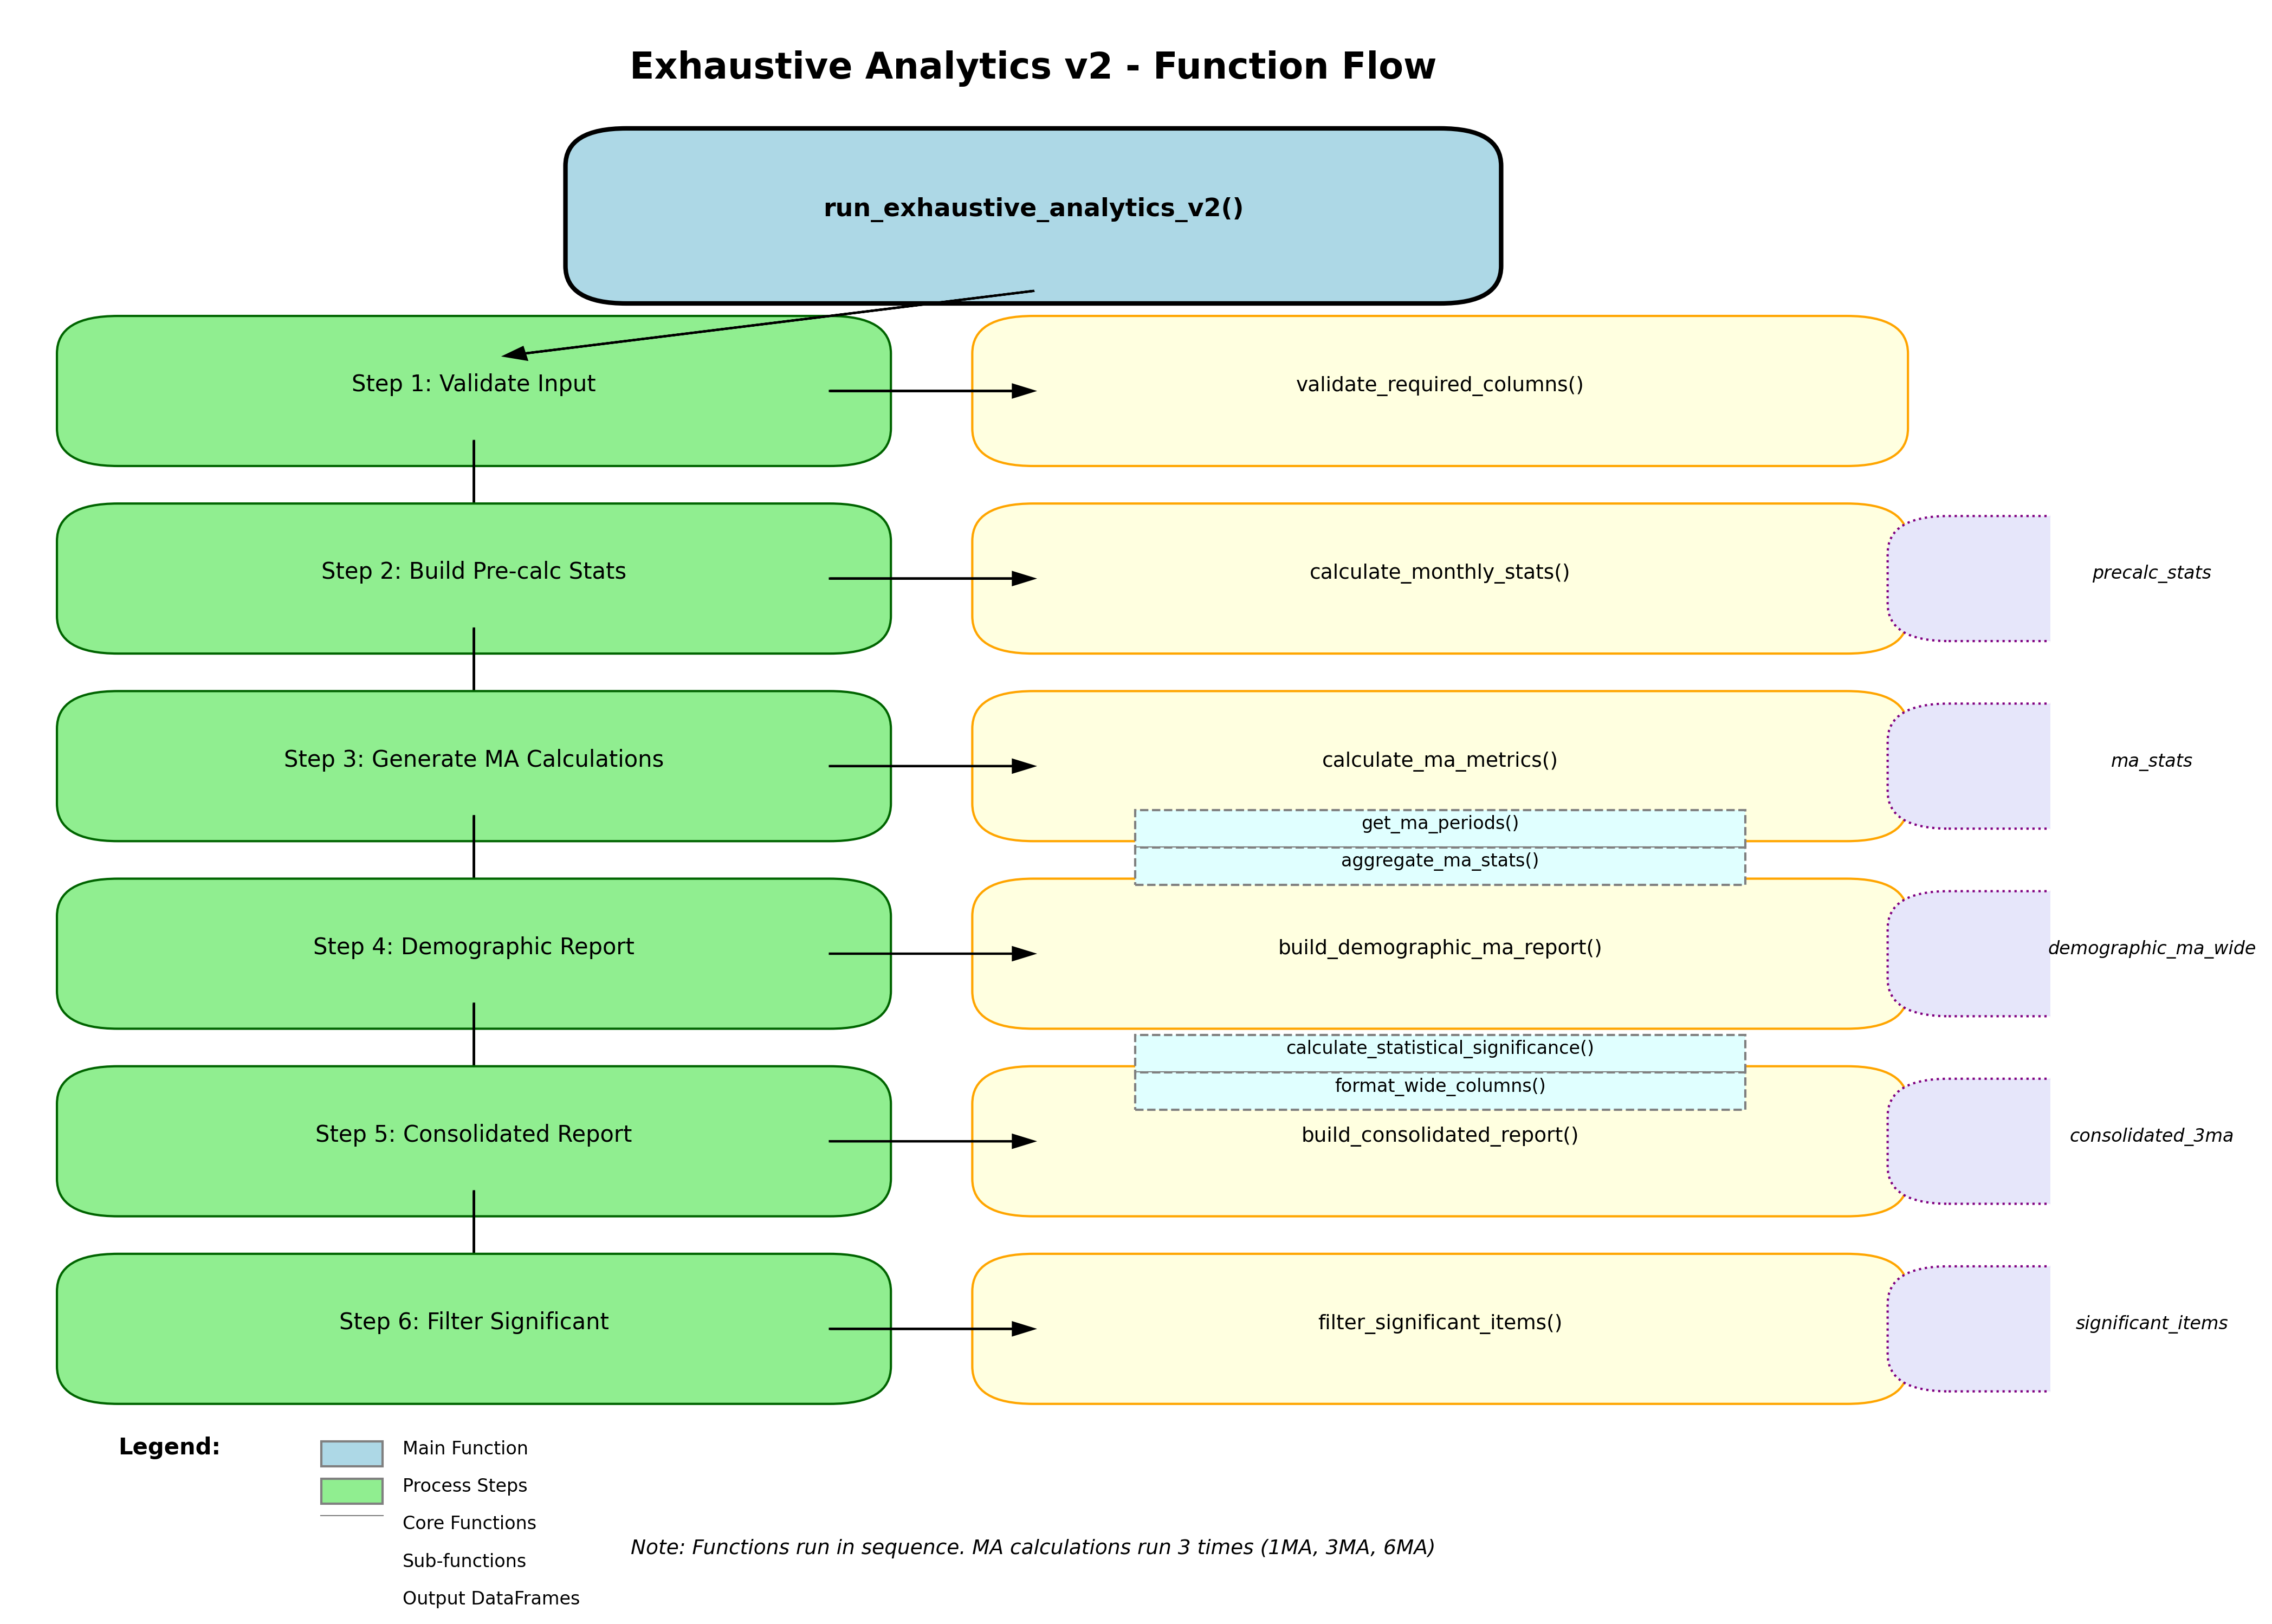 Exhaustive Analytics v2 - Function Flow
run_exhaustive_analytics_v2()
Step 1: Validate Input
validate_required_columns()
Step 2: Build Pre-calc Stats
calculate_monthly_stats()
precalc_stats
Step 3: Generate MA Calculations
calculate_ma_metrics()
ma_stats
get_ma_periods()
aggregate_ma_stats()
Step 4: Demographic Report
build_demographic_ma_report()
demographic_ma_wide
calculate_statistical_significance()
format_wide_columns()
Step 5: Consolidated Report
build_consolidated_report()
consolidated_3ma
Step 6: Filter Significant
filter_significant_items()
significant_items
Legend:
Main Function
Process Steps
Core Functions
Sub-functions
Output DataFrames
Note: Functions run in sequence. MA calculations run 3 times (1MA, 3MA, 6MA)